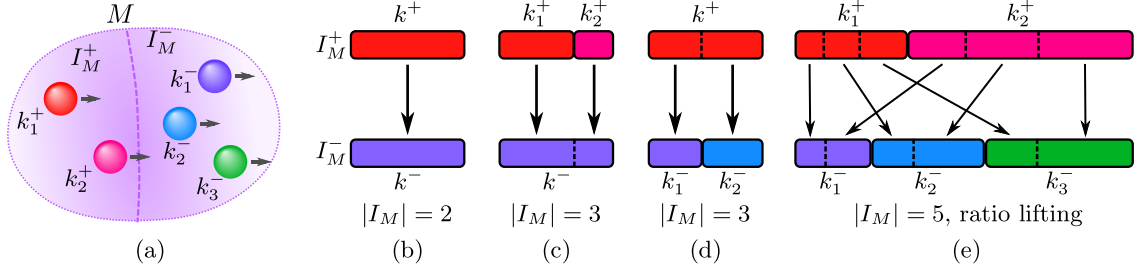 M
I_M^+
I_M^-
k_1^+
k_2^+
k_1^-
k_2^-
k_3^-
(a)
k^+
I_M^+
I_M^-
k^-
|I_M| = 2
(b)
k_1^+ k_2^+
k^-
|I_M| = 3
(c)
k^+
k_1^- k_2^-
|I_M| = 3
(d)
k_1^+ k_2^+
k_1^- k_2^- k_3^-
|I_M| = 5, ratio lifting
(e)